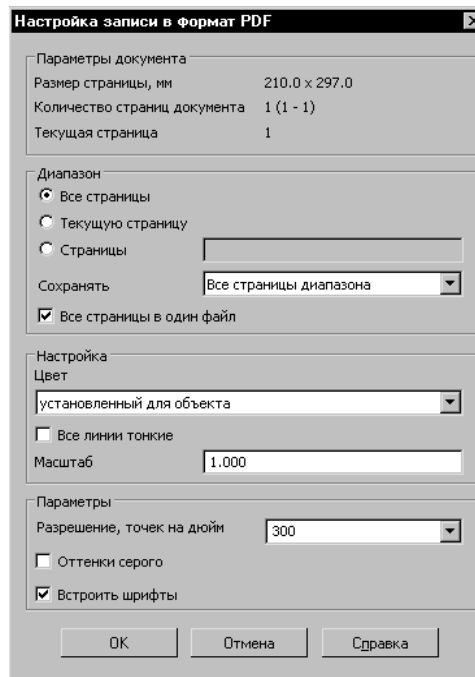 Настройка записи в формат PDF
Параметры документа
Размер страницы, мм 210.0 x 297.0
Количество страниц документа 1 (1 - 1)
Текущая страница 1
Диапазон
Все страницы
Текущую страницу
Страницы
Сохранять Все страницы диапазона
Все страницы в один файл
Настройка
Цвет
установленный для объекта
Все линии тонкие
Масштаб 1.000
Параметры
Разрешение, точек на дюйм 300
Оттенки серого
Встроить шрифты
OK Отмена Справка